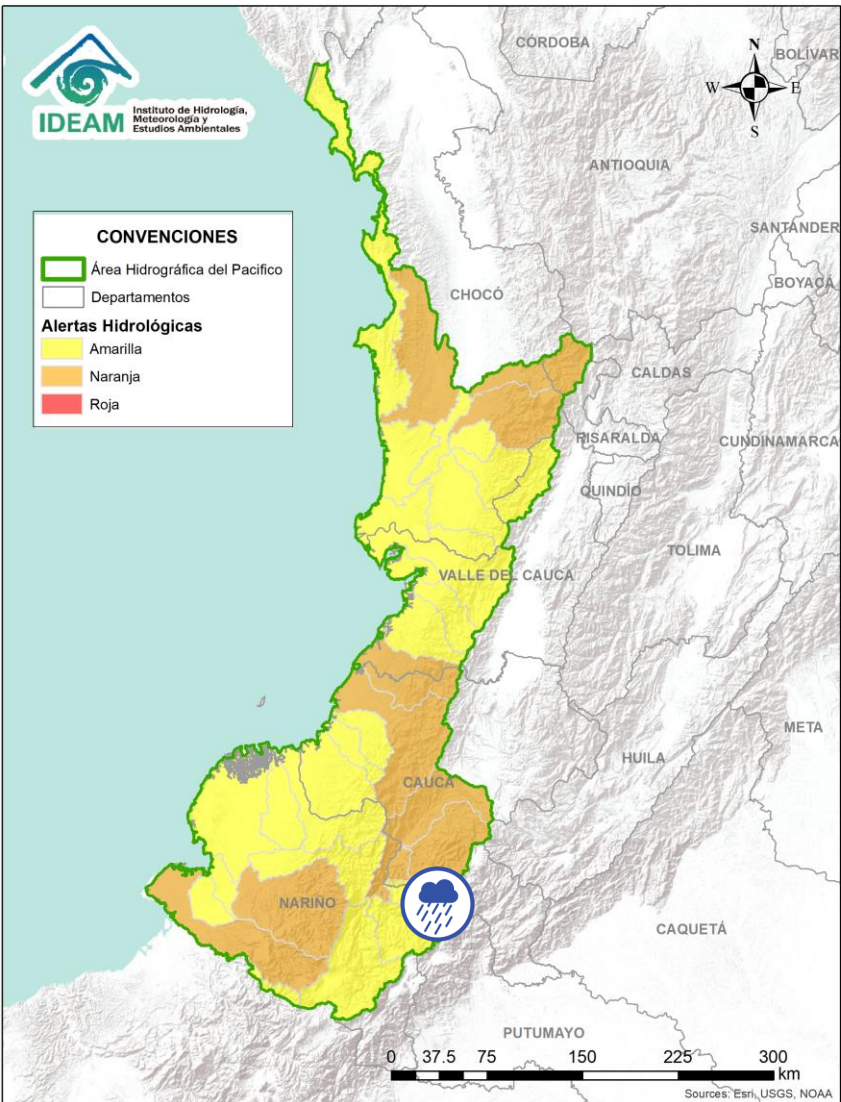 IDEAM
Instituto de Hidrología,
Meteorología y
Estudios Ambientales
N
W
E
S
CONVENCIONES
Área Hidrográfica del Pacifico
Departamentos
Alertas Hidrológicas
Amarilla
Naranja
Roja
CÓRDOBA
BOLÍVAR
ANTIOQUIA
SANTANDER
BOYACÁ
CHOCÓ
CALDAS
RISARALDA
CUNDINAMARCA
QUINDÍO
TOLIMA
VALLE DEL CAUCA
META
HUILA
CAUCA
NARIÑO
CAQUETÁ
PUTUMAYO
0 37.5 75 150 225 300
km
Sources: Esri, USGS, NOAA